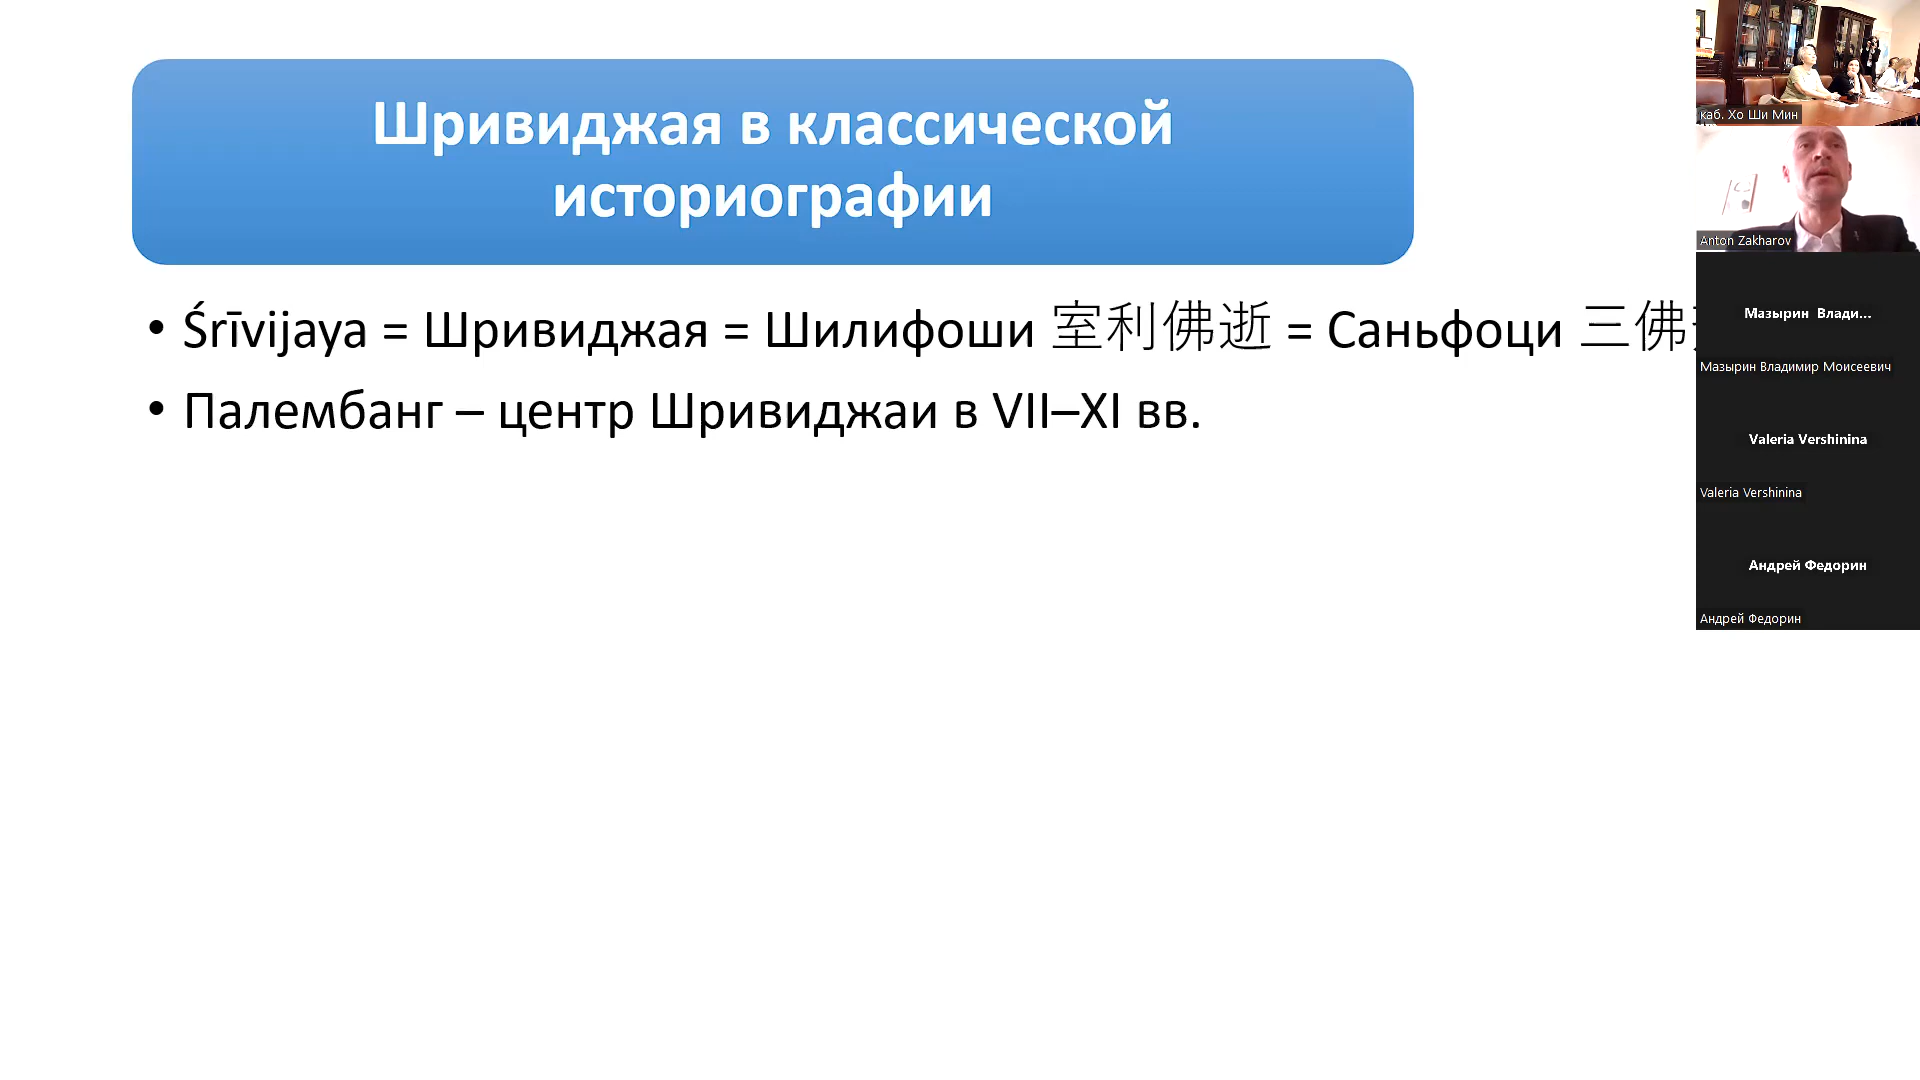 Шривиджая в классической
историографии
• Śrīvijaya = Шривиджая = Шилифоши 室利佛逝 = Саньфоци 三佛
• Палембанг – центр Шривиджаи в VII–XI вв.
каб. Хо Ши Мин
Anton Zakharov
Мазырин Влади...
Мазырин Владимир Моисеевич
Valeria Vershinina
Valeria Vershinina
Андрей Федорин
Андрей Федорин